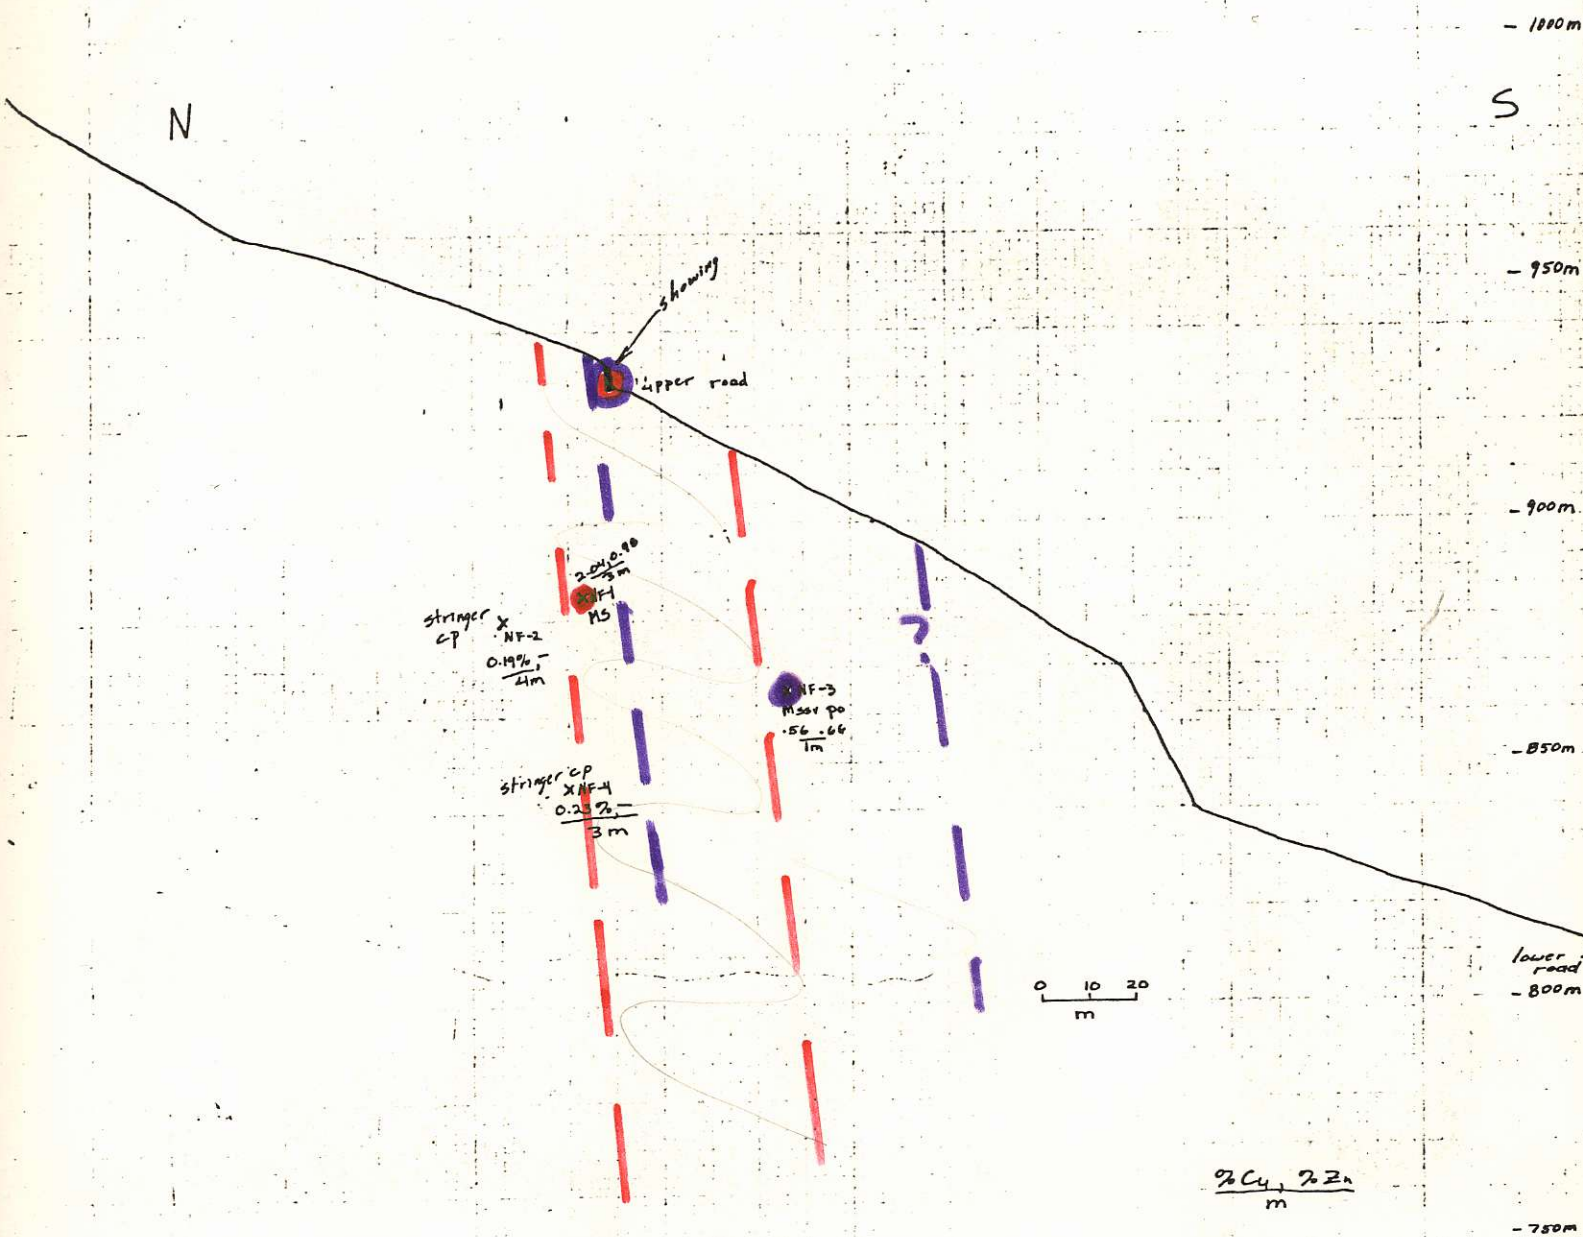 - 1000m
N
S
- 950m
showing
upper road
- 900m
2.04, 0.98
3m
NF-1
MS
stringer
cp
x
NF-2
0.19%, -
4m
?
x NF-3
Mssv po
.56 .66
1m
- 850m
stringer cp
x NF-4
0.23%, -
3m
lower
road
0 10 20
m
- 800m
% Cu, % Zn
m
- 750m